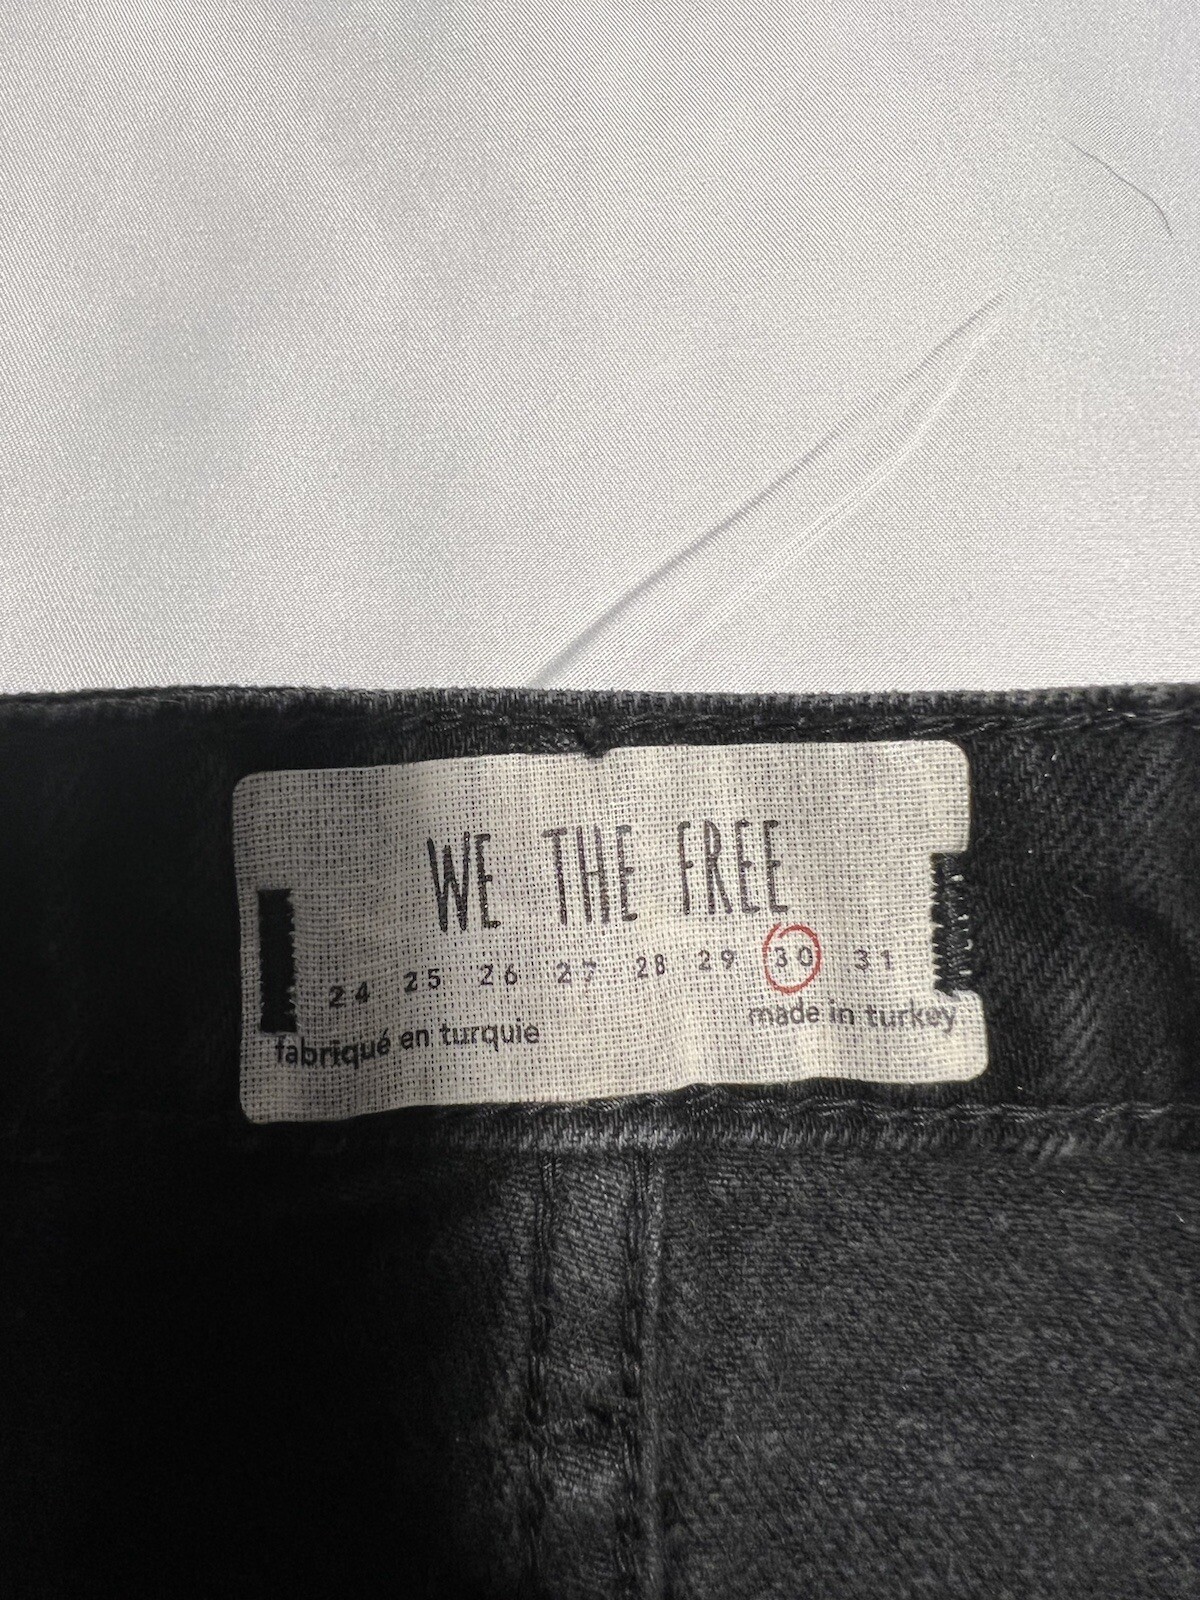 WE THE FREE
24 25 26 27 28 29 30 31
fabriqué en turquie made in turkey